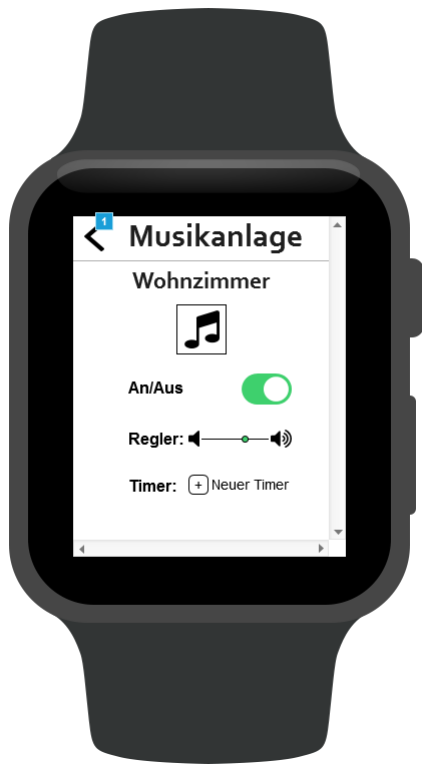 1
Musikanlage
Wohnzimmer
An/Aus
Regler:
Timer: + Neuer Timer